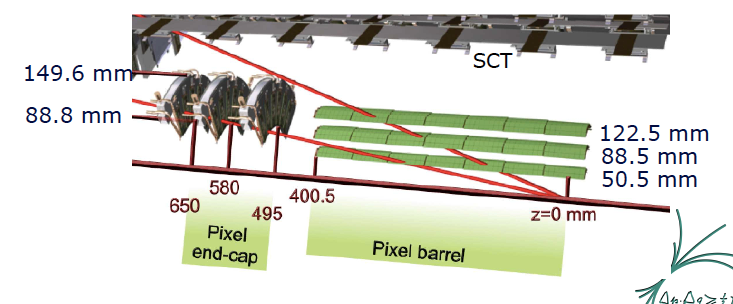 SCT
149.6 mm
88.8 mm
122.5 mm
88.5 mm
50.5 mm
650
580
495
400.5
z=0 mm
Pixel
end-cap
Pixel barrel